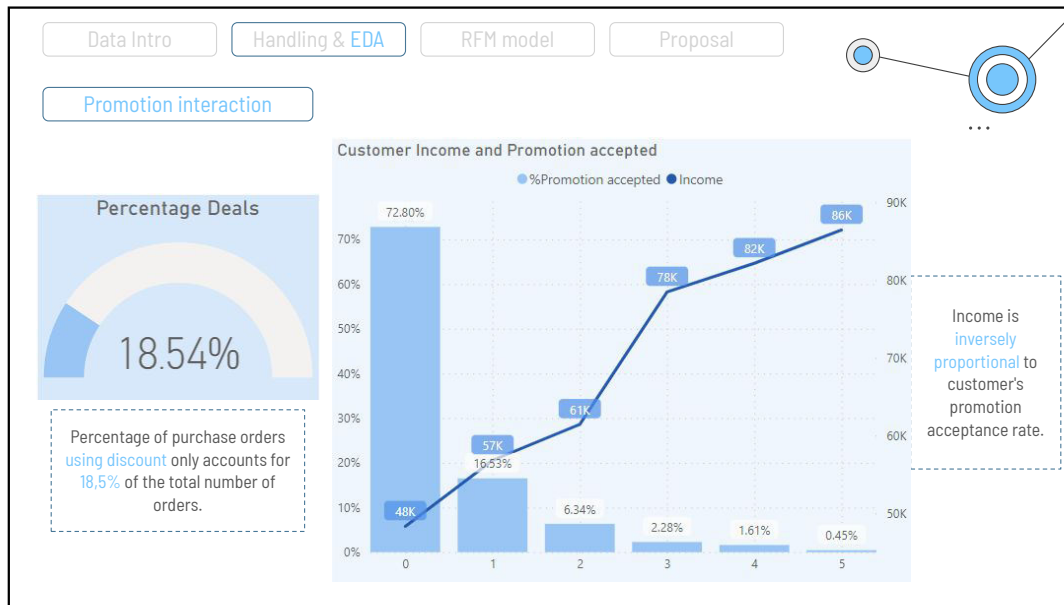 Data Intro
Handling & EDA
RFM model
Proposal
Promotion interaction
...
Percentage Deals
18.54%
Percentage of purchase orders
using discount only accounts for
18,5% of the total number of
orders.
Customer Income and Promotion accepted
%Promotion accepted
Income
70%
60%
50%
40%
30%
20%
10%
0%
72.80%
16.53%
6.34%
2.28%
1.61%
0.45%
48K
57K
61K
78K
82K
86K
90K
80K
70K
60K
50K
0
1
2
3
4
5
Income is
inversely
proportional to
customer's
promotion
acceptance rate.